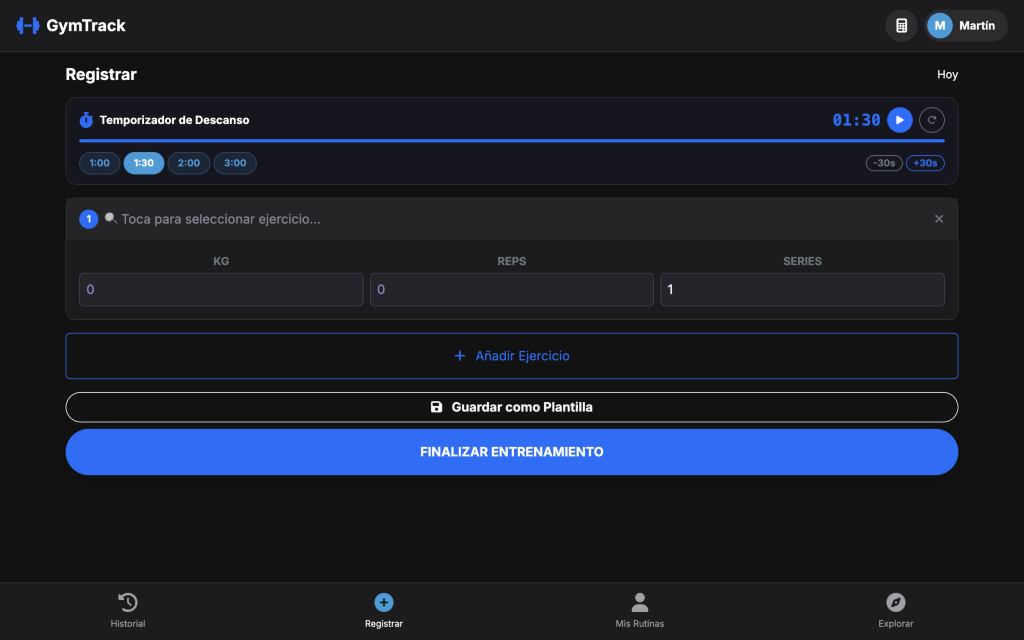 GymTrack
M Martín
Registrar
Hoy
Temporizador de Descanso
01:30
1:00 1:30 2:00 3:00
-30s +30s
1 Toca para seleccionar ejercicio...
KG REPS SERIES
0 0 1
+ Añadir Ejercicio
Guardar como Plantilla
FINALIZAR ENTRENAMIENTO
Historial Registrar Mis Rutinas Explorar